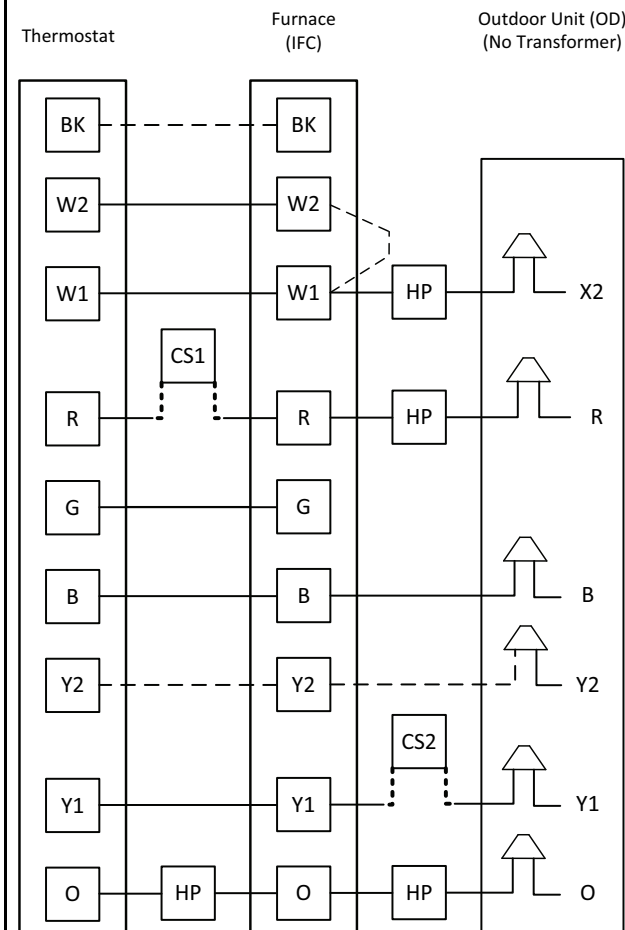 Thermostat
Furnace
(IFC)
Outdoor Unit (OD)
(No Transformer)
BK BK
W2 W2
W1 W1 HP X2
CS1
R R HP R
G G
B B B
Y2 Y2 Y2
CS2
Y1 Y1 Y1
O HP O HP O